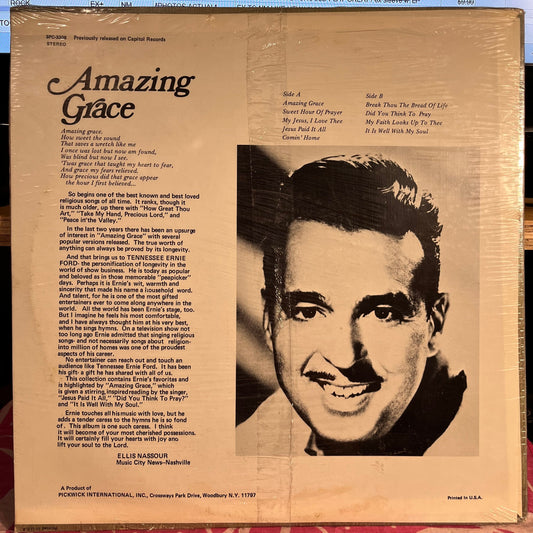 ROCK EX+ NM
SPC-3308 Previously released on Capitol Records
STEREO
Amazing
Grace
Amazing grace,
How sweet the sound
That saves a wretch like me
I once was lost but now am found,
Was blind but now I see.
'Twas grace that taught my heart to fear,
And grace my fears relieved.
How precious did that grace appear
the hour I first believed...
So begins one of the best known and best loved
religious songs of all time. It ranks, though it
is much older, up there with "How Great Thou
Art," "Take My Hand, Precious Lord," and
"Peace in the Valley."
In the last two years there has been an upsurge
of interest in "Amazing Grace" with several
popular versions released. The true worth of
anything can always be proved by its longevity.
And that brings us to TENNESSEE ERNIE
FORD- the personification of longevity in the
world of show business. He is today as popular
and beloved as in those memorable "peapicker"
days. Perhaps it is Ernie's wit, warmth and
sincerity that made his name a household word.
And talent, for he is one of the most gifted
entertainers ever to come along anywhere in the
world. All the world has been Ernie's stage, too.
But I imagine he feels his most comfortable,
and I have always thought him at his very best,
when he sings hymns. On a television show not
too long ago Ernie admitted that singing religious
songs- and not necessarily songs about religion-
into million of homes was one of the proudest
aspects of his career.
No entertainer can reach out and touch an
audience like Tennessee Ernie Ford. It has been
his gift- a gift he has shared with all of us.
This collection contains Ernie's favorites and
is highlighted by "Amazing Grace," which
is given a stirring, inspired reading by the singer,
"Jesus Paid It All," "Did You Think To Pray?"
and "It Is Well With My Soul."
Ernie touches all his music with love, but he
adds a tender caress to the hymns he is so fond
of. This album is one such caress. I think
it will become of your most cherished possessions.
It will certainly fill your hearts with joy and
lift your soul to the Lord.
ELLIS NASSOUR
Music City News-Nashville
Side A
Amazing Grace
Sweet Hour Of Prayer
My Jesus, I Love Thee
Jesus Paid It All
Comin' Home
Side B
Break Thou The Bread Of Life
Did You Think To Pray
My Faith Looks Up To Thee
It Is Well With My Soul
A Product of
PICKWICK INTERNATIONAL, INC., Crossways Park Drive, Woodbury N.Y. 11797
Printed in U.S.A.